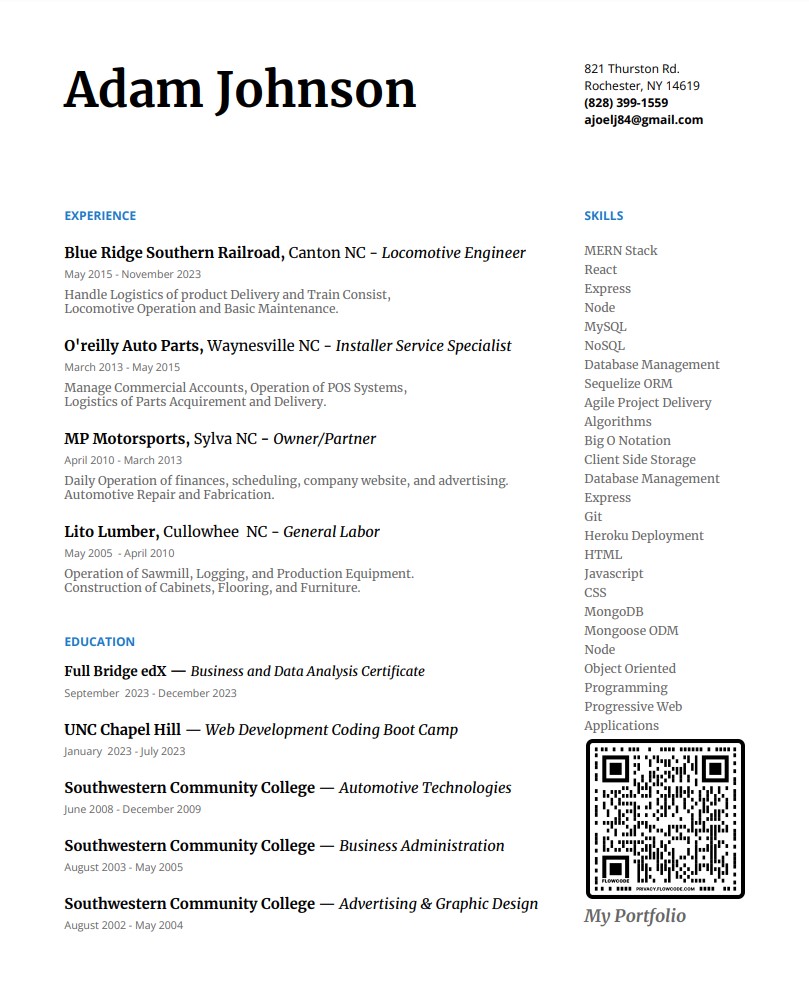 Adam Johnson
821 Thurston Rd.
Rochester, NY 14619
(828) 399-1559
ajoelj84@gmail.com
EXPERIENCE
Blue Ridge Southern Railroad, Canton NC - Locomotive Engineer
May 2015 - November 2023
Handle Logistics of product Delivery and Train Consist,
Locomotive Operation and Basic Maintenance.
O'reilly Auto Parts, Waynesville NC - Installer Service Specialist
March 2013 - May 2015
Manage Commercial Accounts, Operation of POS Systems,
Logistics of Parts Acquirement and Delivery.
MP Motorsports, Sylva NC - Owner/Partner
April 2010 - March 2013
Daily Operation of finances, scheduling, company website, and advertising.
Automotive Repair and Fabrication.
Lito Lumber, Cullowhee  NC - General Labor
May 2005  - April 2010
Operation of Sawmill, Logging, and Production Equipment.
Construction of Cabinets, Flooring, and Furniture.
EDUCATION
Full Bridge edX — Business and Data Analysis Certificate
September  2023 - December 2023
UNC Chapel Hill — Web Development Coding Boot Camp
January  2023 - July 2023
Southwestern Community College — Automotive Technologies
June 2008 - December 2009
Southwestern Community College — Business Administration
August 2003 - May 2005
Southwestern Community College — Advertising & Graphic Design
August 2002 - May 2004
SKILLS
MERN Stack
React
Express
Node
MySQL
NoSQL
Database Management
Sequelize ORM
Agile Project Delivery
Algorithms
Big O Notation
Client Side Storage
Database Management
Express
Git
Heroku Deployment
HTML
Javascript
CSS
MongoDB
Mongoose ODM
Node
Object Oriented
Programming
Progressive Web
Applications
FLOWCODE
PRIVACY.FLOWCODE.COM
My Portfolio